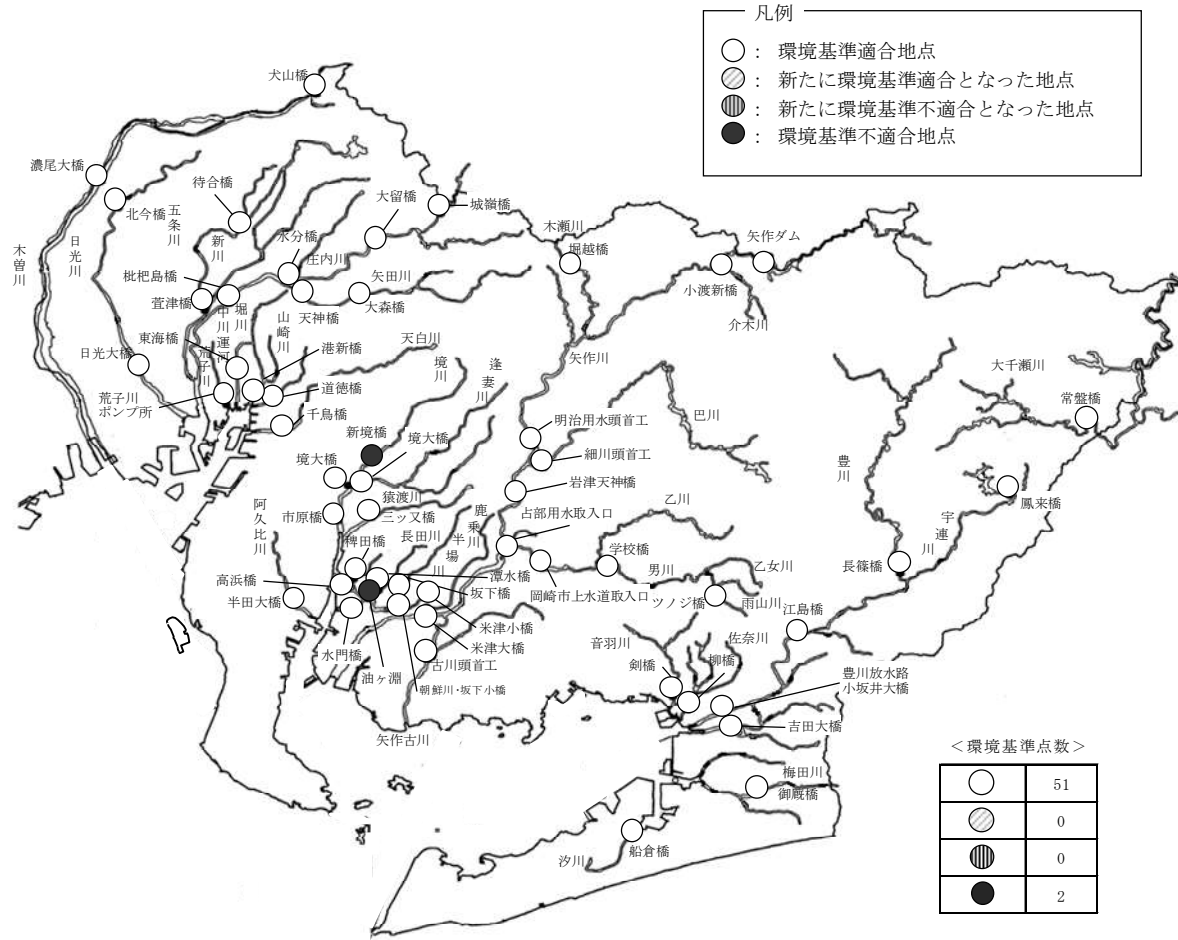 凡例
○ : 環境基準適合地点
: 新たに環境基準適合となった地点
: 新たに環境基準不適合となった地点
● : 環境基準不適合地点
犬山橋
濃尾大橋
北今橋
待合橋
五条川
新川
日光川
木曽川
大留橋
城嶺橋
水分橋
庄内川
枇杷島橋
萱津橋
矢田川
大森橋
天神橋
堀川
中川運河
山崎川
東海橋
荒子川
港新橋
道徳橋
日光大橋
荒子川
ポンプ所
千鳥橋
天白川
境川
逢妻川
木瀬川
堀越橋
矢作ダム
小渡新橋
介木川
矢作川
巴川
明治用水頭首工
細川頭首工
岩津天神橋
新境橋
境大橋
境大橋
市原橋
猿渡川
三ッ又橋
阿久比川
稗田橋
長田川
半場川
鹿乗川
占部用水取入口
乙川
学校橋
男川
乙女川
ツノジ橋
雨山川
岡崎市上水道取入口
高浜橋
半田大橋
潭水橋
坂下橋
米津小橋
米津大橋
水門橋
油ヶ淵
古川頭首工
朝鮮川・坂下小橋
矢作古川
大千瀬川
常盤橋
豊川
鳳来橋
宇連川
長篠橋
江島橋
音羽川
佐奈川
剣橋
柳橋
豊川放水路
小坂井大橋
吉田大橋
梅田川
御厩橋
汐川
船倉橋
＜環境基準点数＞
○ 51
0
0
● 2